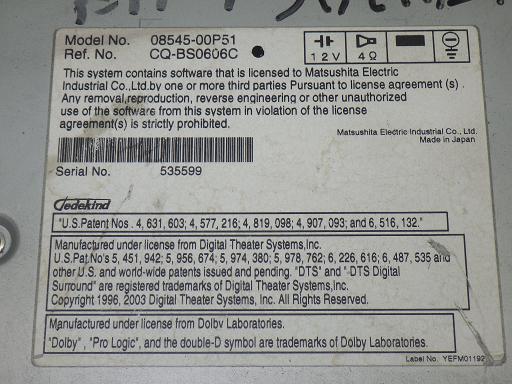 Model No. 08545-00P51
Ref. No. CQ-BS0606C
12V 4Ω
This system contains software that is licensed to Matsushita Electric
Industrial Co.,Ltd.by one or more third parties Pursuant to license agreement (s) .
Any removal,reproduction, reverse engineering or other unauthorized
use of the software from this system in violation of the license
agreement(s) is strictly prohibited.
Matsushita Electric Industrial Co., Ltd.
Made in Japan
Serial No. 535599
Gedekind
"U.S.Patent Nos . 4, 631, 603; 4, 577, 216; 4, 819, 098; 4, 907, 093; and 6, 516, 132."
Manufactured under license from Digital Theater Systems,Inc.
U.S.Pat No's 5, 451, 942; 5, 956, 674; 5, 974, 380; 5, 978, 762; 6, 226, 616; 6, 487, 535 and
other U.S. and world-wide patents issued and pending. "DTS" and "-DTS Digital
Surround" are registered trademarks of Digital Theater Systems, Inc.
Copyright 1996, 2003 Digital Theater Systems, Inc. All Rights Reserved.
Manufactured under license from Dolby Laboratories.
"Dolby" , "Pro Logic", and the double-D symbol are trademarks of Dolby Laboratories.
Label No. YEFM01192